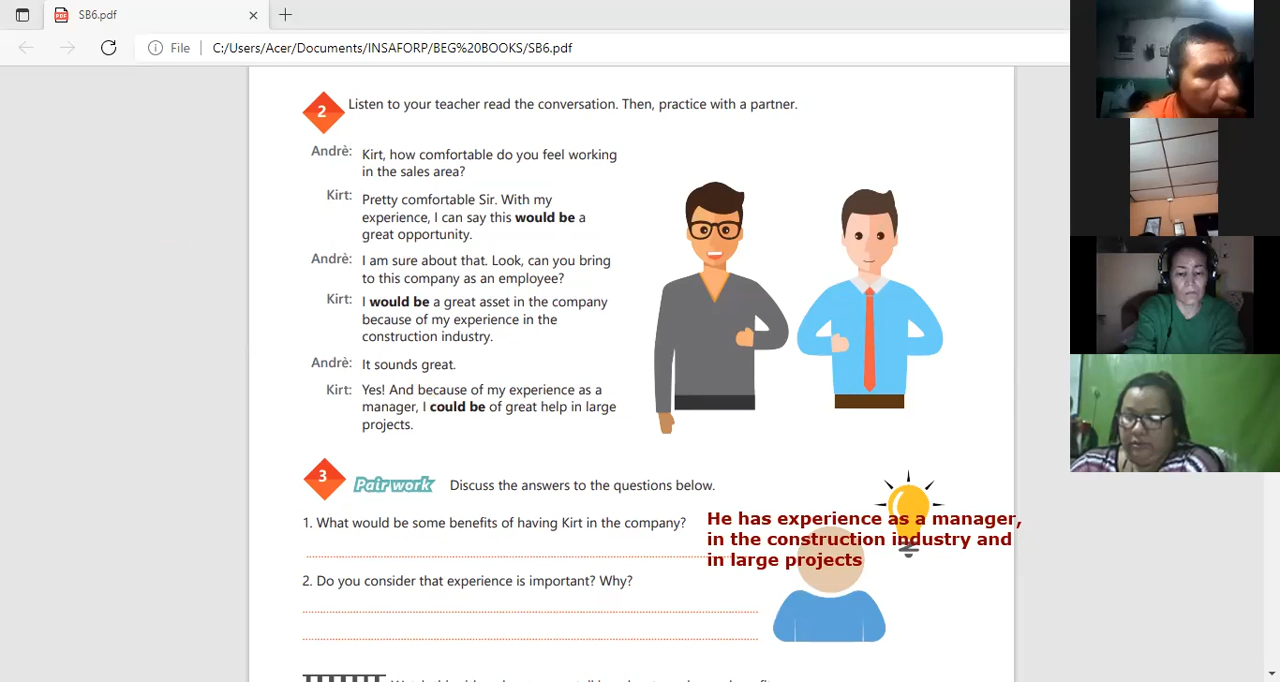 SB6.pdf
File
C:/Users/Acer/Documents/INSAFORP/BEG%20BOOKS/SB6.pdf
2 Listen to your teacher read the conversation. Then, practice with a partner.
Andrè: Kirt, how comfortable do you feel working
in the sales area?
Kirt: Pretty comfortable Sir. With my
experience, I can say this would be a
great opportunity.
Andrè: I am sure about that. Look, can you bring
to this company as an employee?
Kirt: I would be a great asset in the company
because of my experience in the
construction industry.
Andrè: It sounds great.
Kirt: Yes! And because of my experience as a
manager, I could be of great help in large
projects.
3 Pair work Discuss the answers to the questions below.
1. What would be some benefits of having Kirt in the company?
He has experience as a manager,
in the construction industry and
in large projects
2. Do you consider that experience is important? Why?